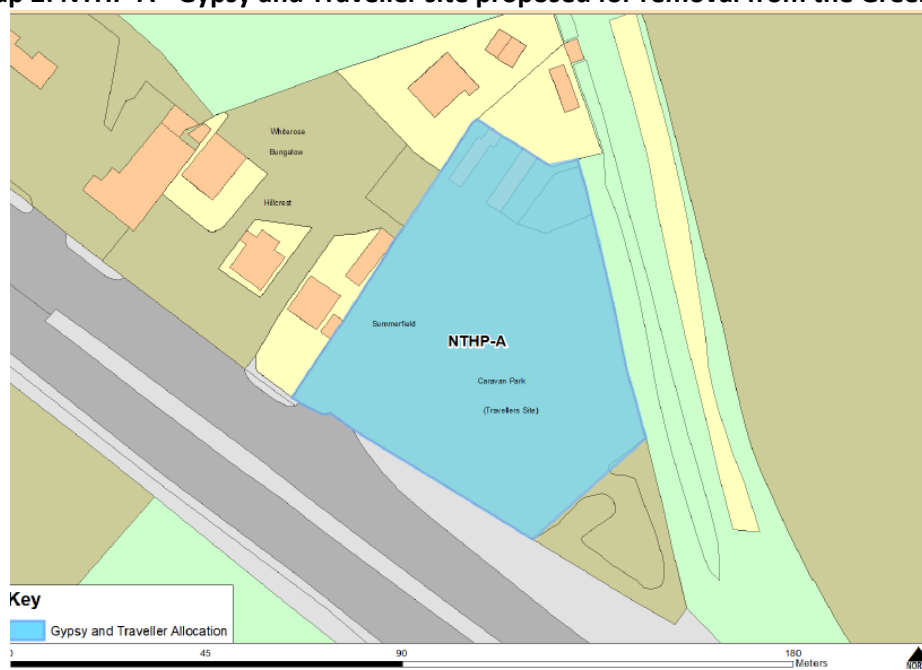 NTHP-A - Gypsy and Traveller site proposed for removal from the
Whiterose
Bungalow
Hillcrest
Summerfield
NTHP-A
Caravan Park
(Travellers Site)
Key
Gypsy and Traveller Allocation
45
90
180
Meters